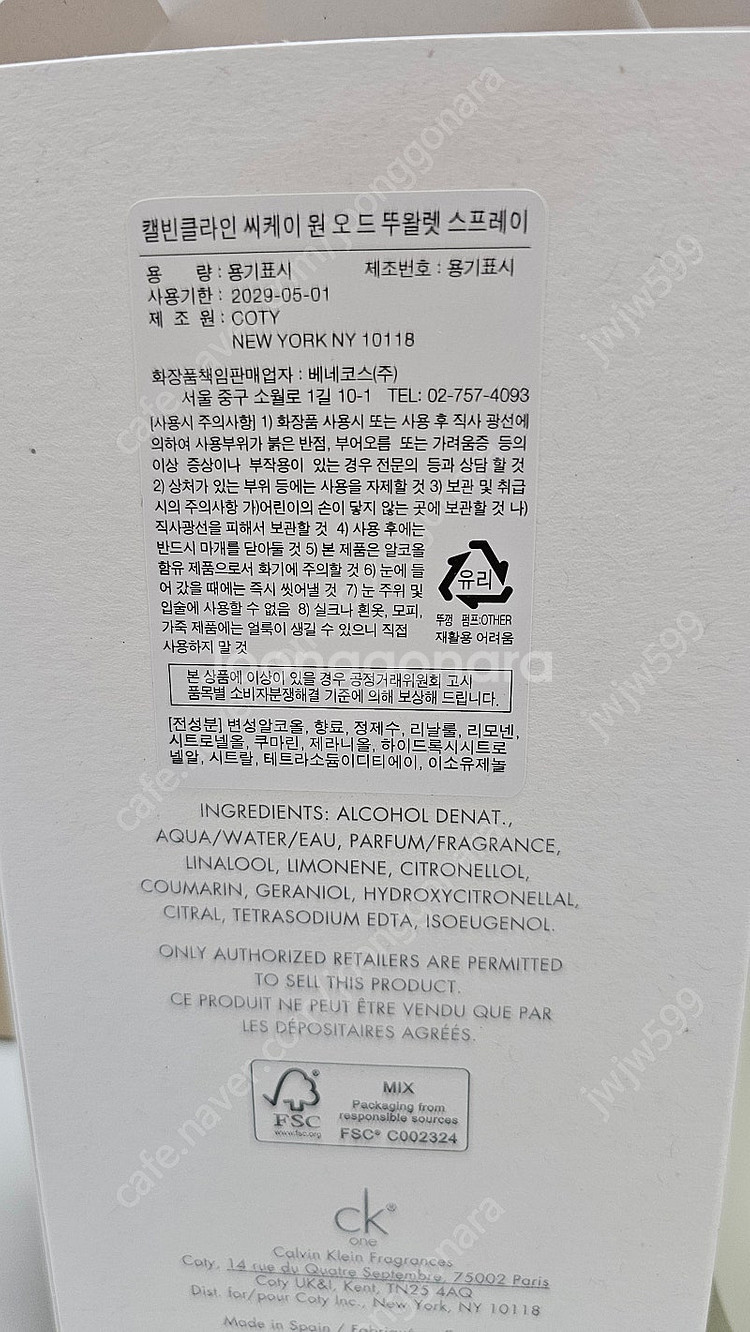 캘빈클라인 씨케이 원 오 드 뚜왈렛 스프레이
용 량 : 용기표시 제조번호 : 용기표시
사용기한 : 2029-05-01
제 조 원 : COTY
NEW YORK NY 10118
화장품책임판매업자 : 베네코스(주)
서울 중구 소월로 1길 10-1 TEL: 02-757-4093
[사용시 주의사항] 1) 화장품 사용시 또는 사용 후 직사 광선에
의하여 사용부위가 붉은 반점, 부어오름 또는 가려움증 등의
이상 증상이나 부작용이 있는 경우 전문의 등과 상담 할 것
2) 상처가 있는 부위 등에는 사용을 자제할 것 3) 보관 및 취급
시의 주의사항 가)어린이의 손이 닿지 않는 곳에 보관할 것 나)
직사광선을 피해서 보관할 것 4) 사용 후에는
반드시 마개를 닫아둘 것 5) 본 제품은 알코올
함유 제품으로서 화기에 주의할 것 6) 눈에 들
어 갔을 때에는 즉시 씻어낼 것 7) 눈 주위 및
입술에 사용할 수 없음 8) 실크나 흰옷, 모피,
가죽 제품에는 얼룩이 생길 수 있으니 직접
사용하지 말 것
유리
뚜껑 펌프:OTHER
재활용 어려움
본 상품에 이상이 있을 경우 공정거래위원회 고시
품목별 소비자분쟁해결 기준에 의해 보상해 드립니다.
[전성분] 변성알코올, 향료, 정제수, 리날룰, 리모넨,
시트로넬올, 쿠마린, 제라니올, 하이드록시시트로
넬알, 시트랄, 테트라소듐이디티에이, 이소유제놀
INGREDIENTS: ALCOHOL DENAT.,
AQUA/WATER/EAU, PARFUM/FRAGRANCE,
LINALOOL, LIMONENE, CITRONELLOL,
COUMARIN, GERANIOL, HYDROXYCITRONELLAL,
CITRAL, TETRASODIUM EDTA, ISOEUGENOL.
ONLY AUTHORIZED RETAILERS ARE PERMITTED
TO SELL THIS PRODUCT.
CE PRODUIT NE PEUT ÊTRE VENDU QUE PAR
LES DÉPOSITAIRES AGRÉÉS.
FSC
www.fsc.org
MIX
Packaging from
responsible sources
FSC® C002324
ck®
one
Calvin Klein Fragrances
Coty, 14 rue du Quatre Septembre, 75002 Paris
Coty UK&I, Kent, TN25 4AQ
Dist. for/pour Coty Inc., New York, NY 10118
Made in Spain /
joonggonara
jwjw599
jwjw599
jwjw599